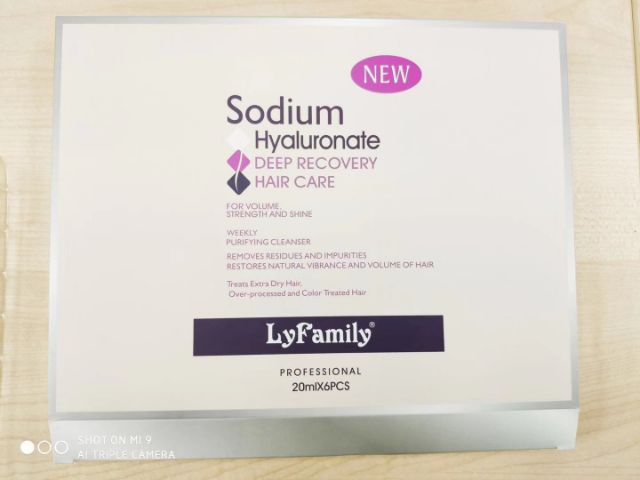 NEW
Sodium
Hyaluronate
DEEP RECOVERY
HAIR CARE
FOR VOLUME,
STRENGTH AND SHINE
WEEKLY
PURIFYING CLEANSER
REMOVES RESIDUES AND IMPURITIES
RESTORES NATURAL VIBRANCE AND VOLUME OF HAIR
Treats Extra Dry Hair,
Over-processed and Color Treated Hair
LyFamily®
PROFESSIONAL
20mlX6PCS
SHOT ON MI 9
AI TRIPLE CAMERA